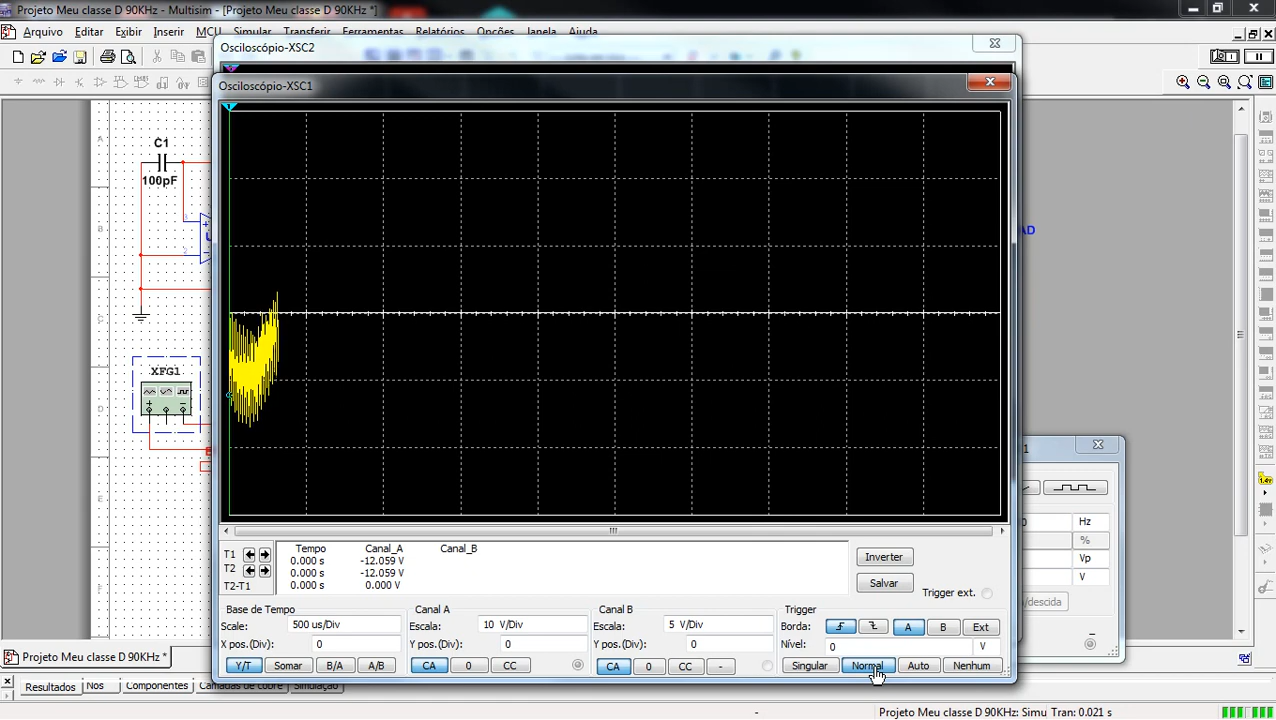 Projeto Meu classe D 90KHz - Multisim - [Projeto Meu classe D 90KHz *]
Arquivo Editar Exibir Inserir MCU Simular Transferir Ferramentas Relatórios Opções Janela Ajuda
Osciloscópio-XSC2
Osciloscópio-XSC1
C1
100pF
AD
XFG1
A
B
C
D
E
1
Hz
%
Vp
V
/descida
1.4v
T1
T2
T2-T1
Tempo Canal_A Canal_B
0.000 s -12.059 V
0.000 s -12.059 V
0.000 s 0.000 V
Inverter
Salvar
Trigger ext.
Base de Tempo
Scale: 500 us/Div
X pos.(Div): 0
Y/T Somar B/A A/B
Canal A
Escala: 10 V/Div
Y pos.(Div): 0
CA 0 CC
Canal B
Escala: 5 V/Div
Y pos.(Div): 0
CA 0 CC -
Trigger
Borda: A B Ext
Nível: 0 V
Singular Normal Auto Nenhum
Projeto Meu classe D 90KHz *
Resultados Nos Componentes Camadas de cobre Simulação
- Projeto Meu classe D 90KHz: Simu Tran: 0.021 s